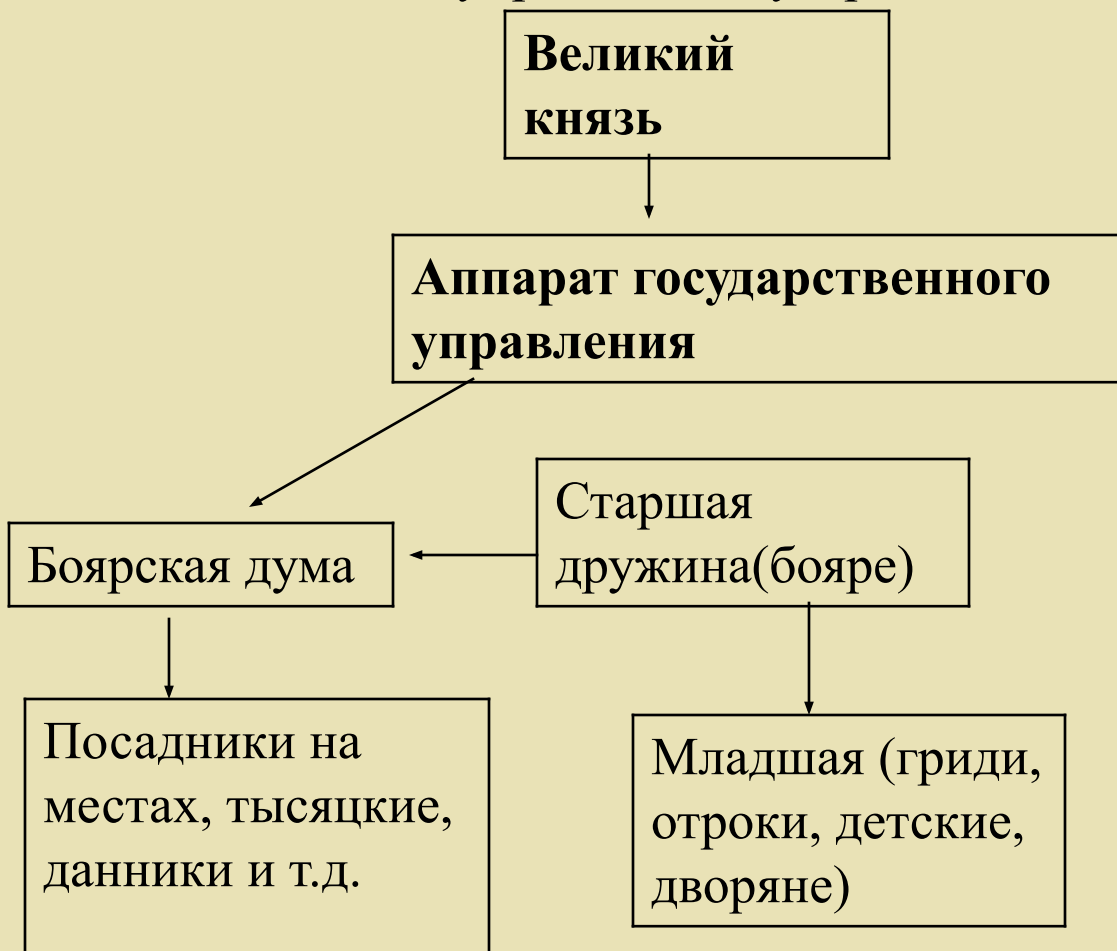 Великий
князь
Аппарат государственного
управления
Старшая
дружина(бояре)
Боярская дума
Посадники на
местах, тысяцкие,
данники и т.д.
Младшая (гриди,
отроки, детские,
дворяне)